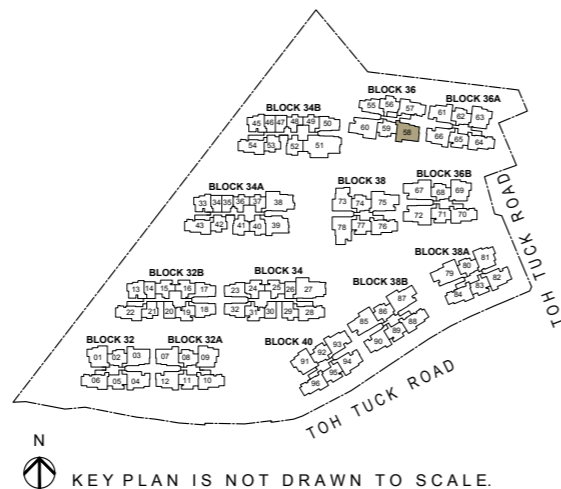 BLOCK 36
55 56 57
BLOCK 36A
60 59 58
61 62 63
66 65 64
BLOCK 34B
45 46 47 48 49 50
54 53 52 51
BLOCK 34A
33 34 35 36 37 38
43 42 41 40 39
BLOCK 38
73 74 75
78 77 76
BLOCK 36B
67 68 69
72 71 70
TOH TUCK ROAD
BLOCK 38A
79 80 81
84 83 82
BLOCK 32B
13 14 15 16 17
22 21 20 19 18
BLOCK 34
23 24 25 26 27
32 31 30 29 28
BLOCK 38B
85 86 87
90 89 88
BLOCK 32
01 02 03
06 05 04
BLOCK 32A
07 08 09
12 11 10
BLOCK 40
91 92 93
96 95 94
TOH TUCK ROAD
N
KEY PLAN IS NOT DRAWN TO SCALE.